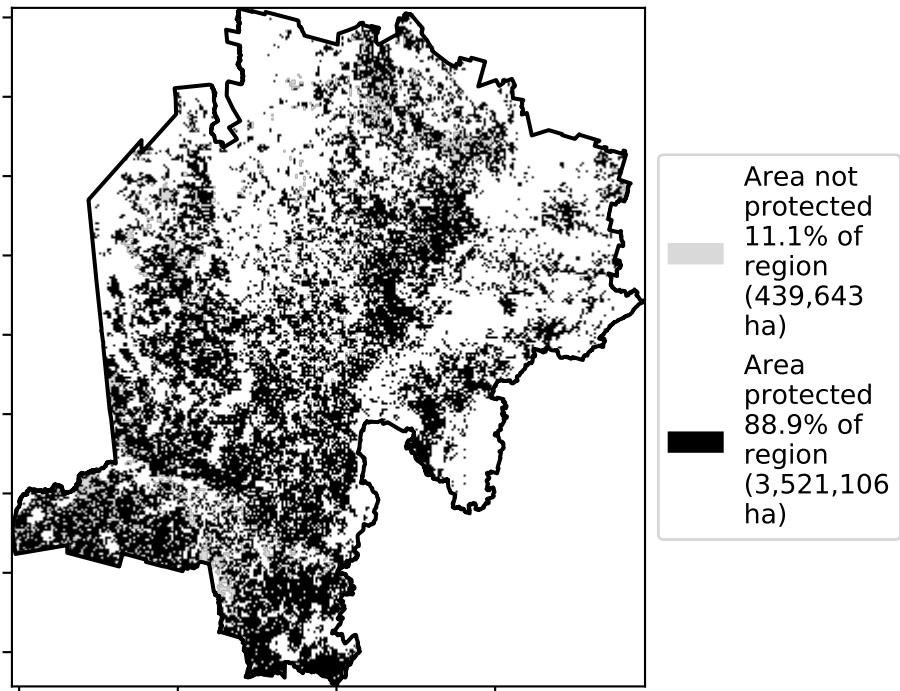 Area not
protected
11.1% of
region
(439,643
ha)
Area
protected
88.9% of
region
(3,521,106
ha)